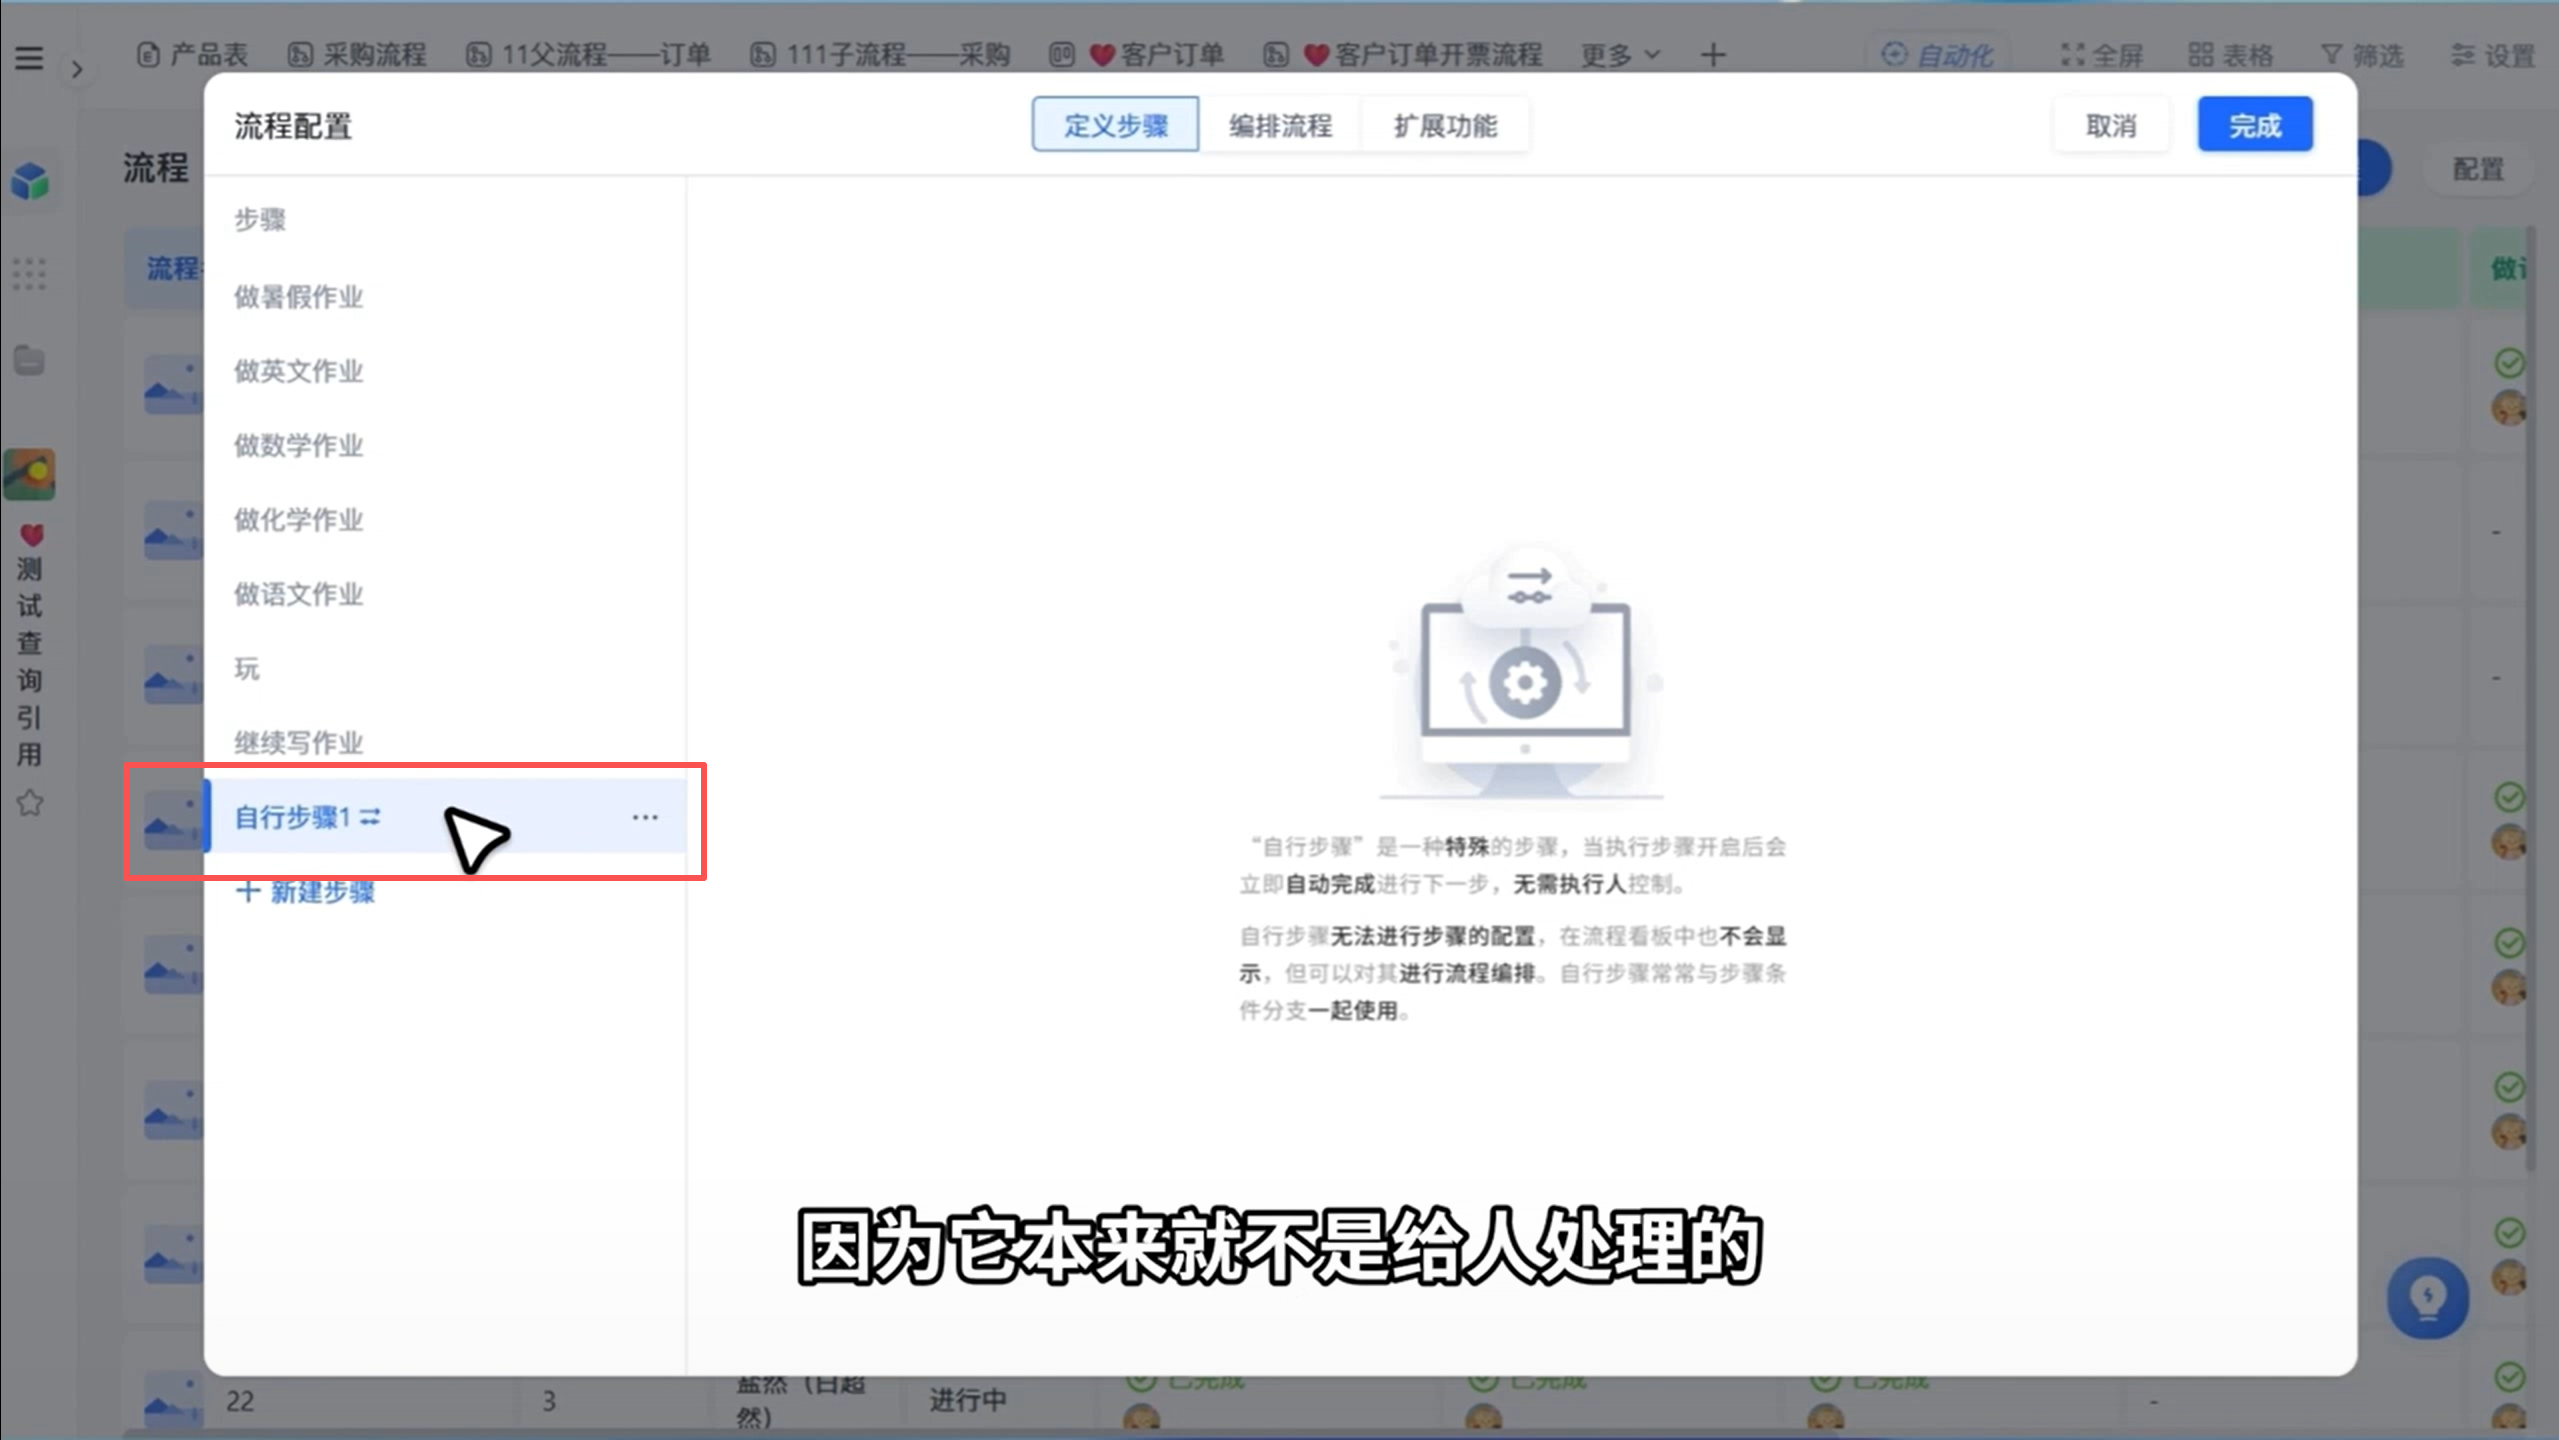 产品表
采购流程
11父流程——订单
111子流程——采购
❤️客户订单
❤️客户订单开票流程
更多
自动化
全屏
表格
筛选
设置
流程配置
定义步骤
编排流程
扩展功能
取消
完成
流程
配置
步骤
流程
做暑假作业
做英文作业
做数学作业
做化学作业
做语文作业
玩
继续写作业
自行步骤1
新建步骤
测试查询引用
“自行步骤”是一种特殊的步骤，当执行步骤开启后会
立即自动完成进行下一步，无需执行人控制。
自行步骤无法进行步骤的配置，在流程看板中也不会显
示，但可以对其进行流程编排。自行步骤常常与步骤条
件分支一起使用。
因为它本来就不是给人处理的
22
3
然）
进行中
已完成
已完成
已完成
-
-
-